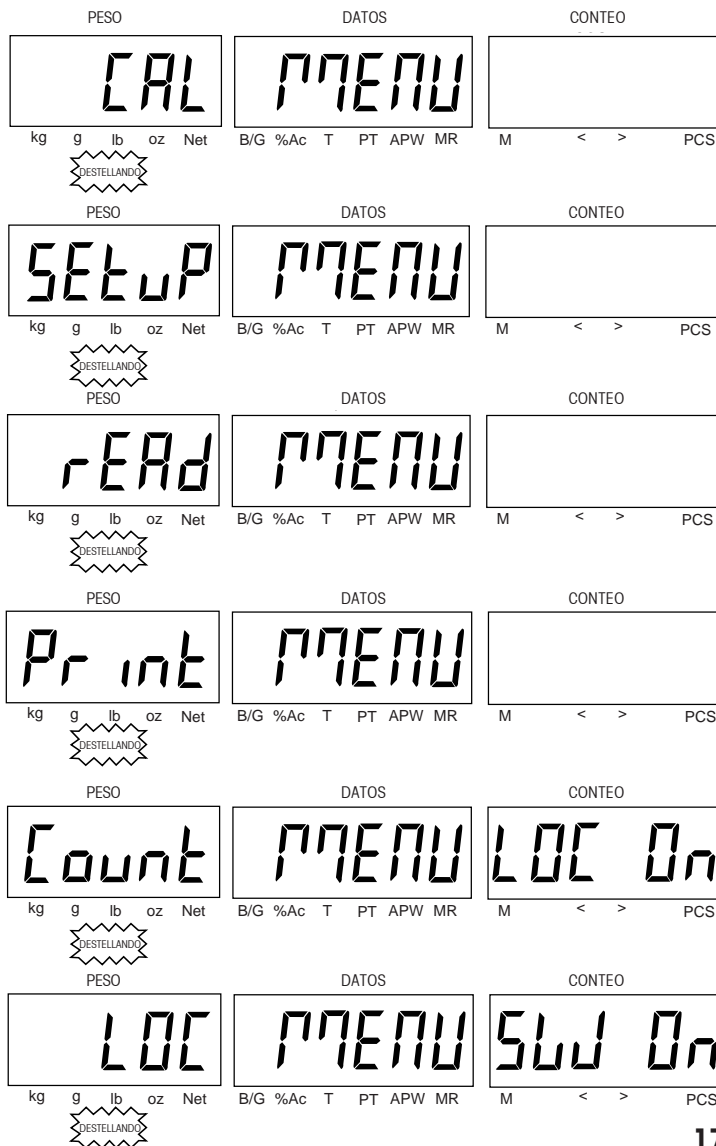 PESO DATOS CONTEO
CAL MENU
kg g lb oz Net B/G %Ac T PT APW MR M < > PCS
DESTELLANDO
PESO DATOS CONTEO
SEtuP MENU
kg g lb oz Net B/G %Ac T PT APW MR M < > PCS
DESTELLANDO
PESO DATOS CONTEO
rEAd MENU
kg g lb oz Net B/G %Ac T PT APW MR M < > PCS
DESTELLANDO
PESO DATOS CONTEO
Print MENU
kg g lb oz Net B/G %Ac T PT APW MR M < > PCS
DESTELLANDO
PESO DATOS CONTEO
Count MENU LOC On
kg g lb oz Net B/G %Ac T PT APW MR M < > PCS
DESTELLANDO
PESO DATOS CONTEO
LOC MENU SW On
kg g lb oz Net B/G %Ac T PT APW MR M < > PCS
DESTELLANDO
17